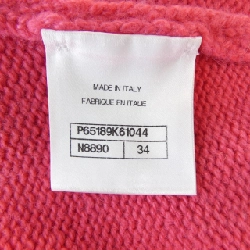 MADE IN ITALY
FABRIQUE EN ITALIE
P65189K61044
N8890 34